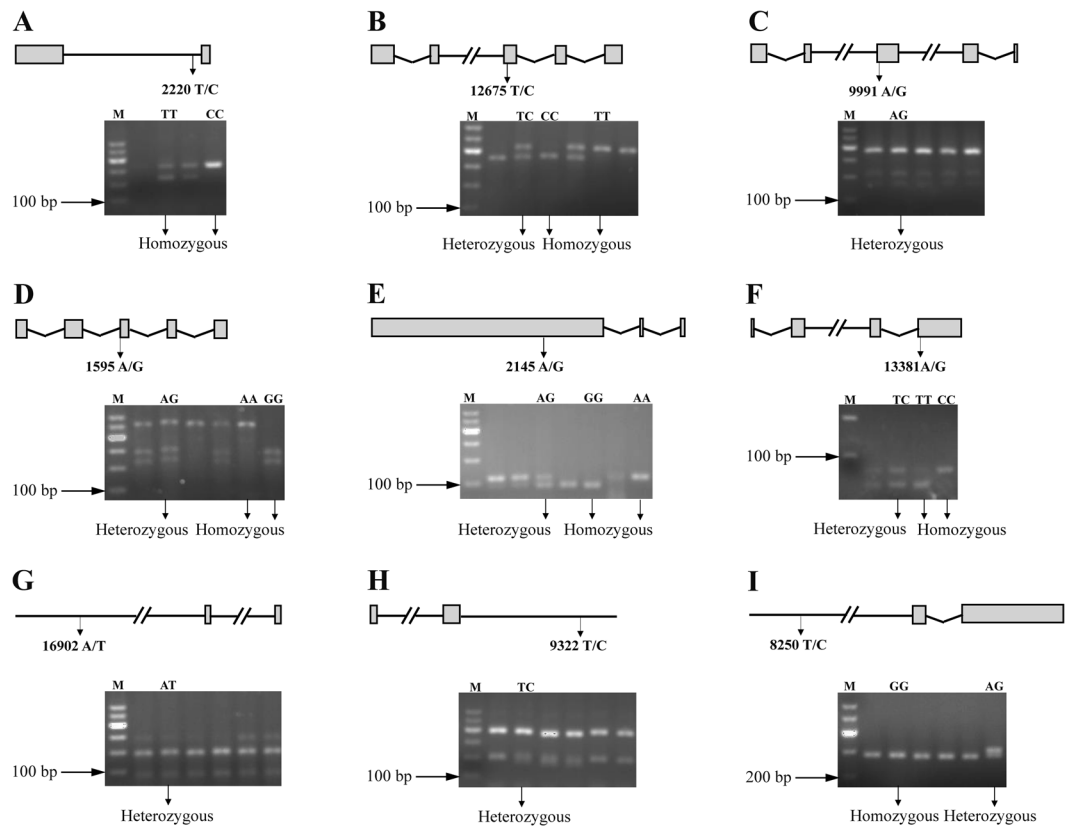 A
2220 T/C
M TT CC
100 bp
Homozygous
B
12675 T/C
M TC CC TT
100 bp
Heterozygous Homozygous
C
9991 A/G
M AG
100 bp
Heterozygous
D
1595 A/G
M AG AA GG
100 bp
Heterozygous Homozygous
E
2145 A/G
M AG GG AA
100 bp
Heterozygous Homozygous
F
13381A/G
M TC TT CC
100 bp
Heterozygous Homozygous
G
16902 A/T
M AT
100 bp
Heterozygous
H
9322 T/C
M TC
100 bp
Heterozygous
I
8250 T/C
M GG AG
200 bp
Homozygous Heterozygous